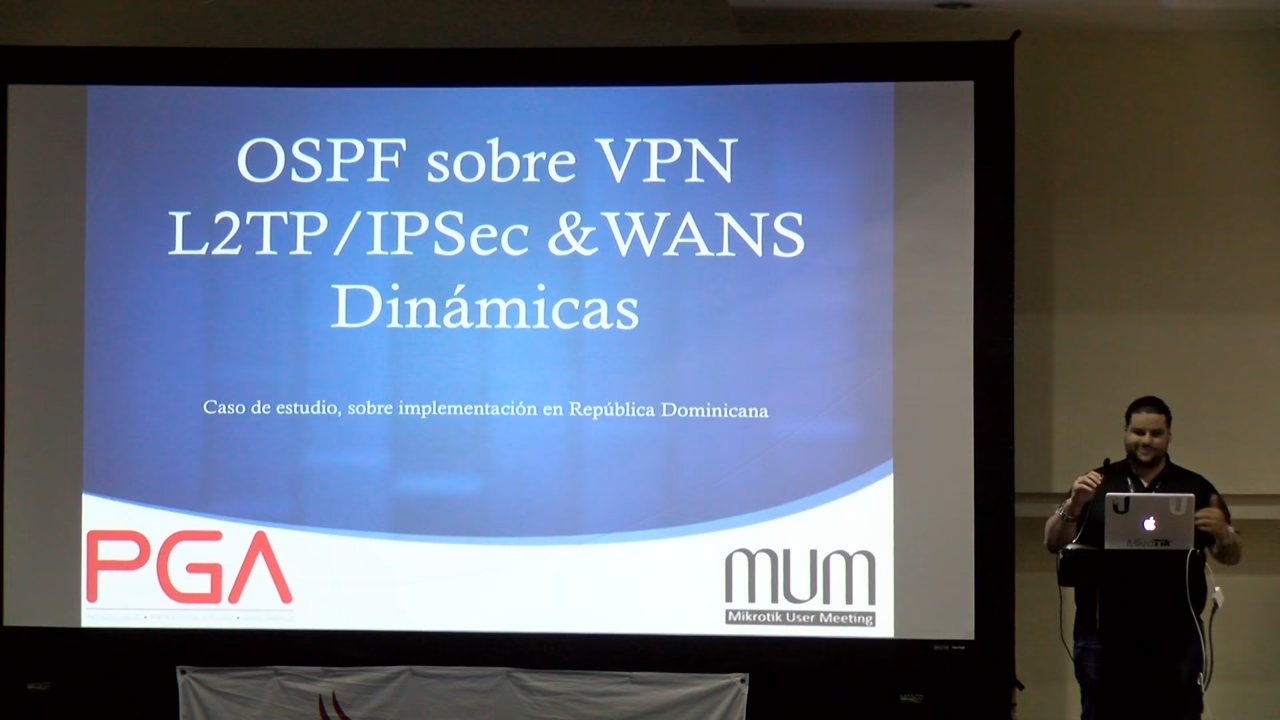 OSPF sobre VPN
L2TP/IPSec &WANS
Dinámicas
Caso de estudio, sobre implementación en República Dominicana
PGA
mum
Mikrotik User Meeting
MikroTik